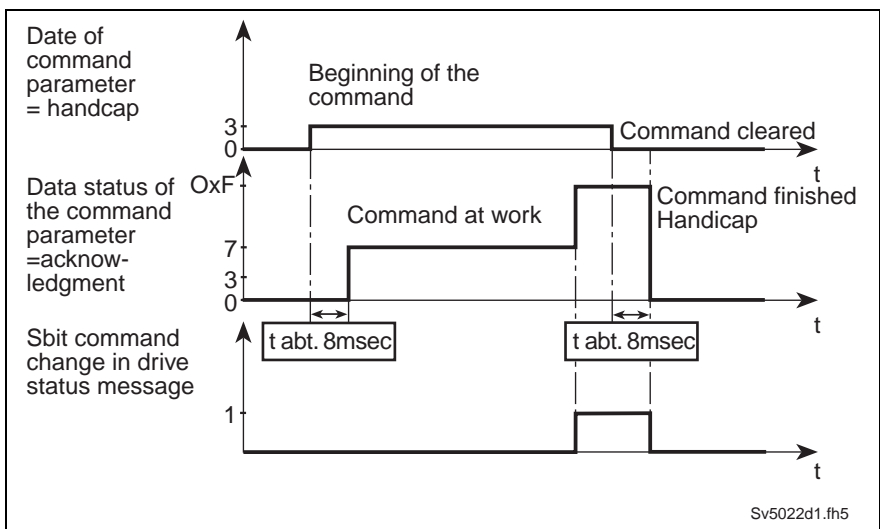 Date of
command
parameter
= handcap
Beginning of the
command
3
0
Command cleared
t
Data status of
the command
parameter
=acknow-
ledgment
OxF
Command at work
Command finished
Handicap
7
3
0
t
t abt. 8msec
t abt. 8msec
Sbit command
change in drive
status message
1
t
Sv5022d1.fh5